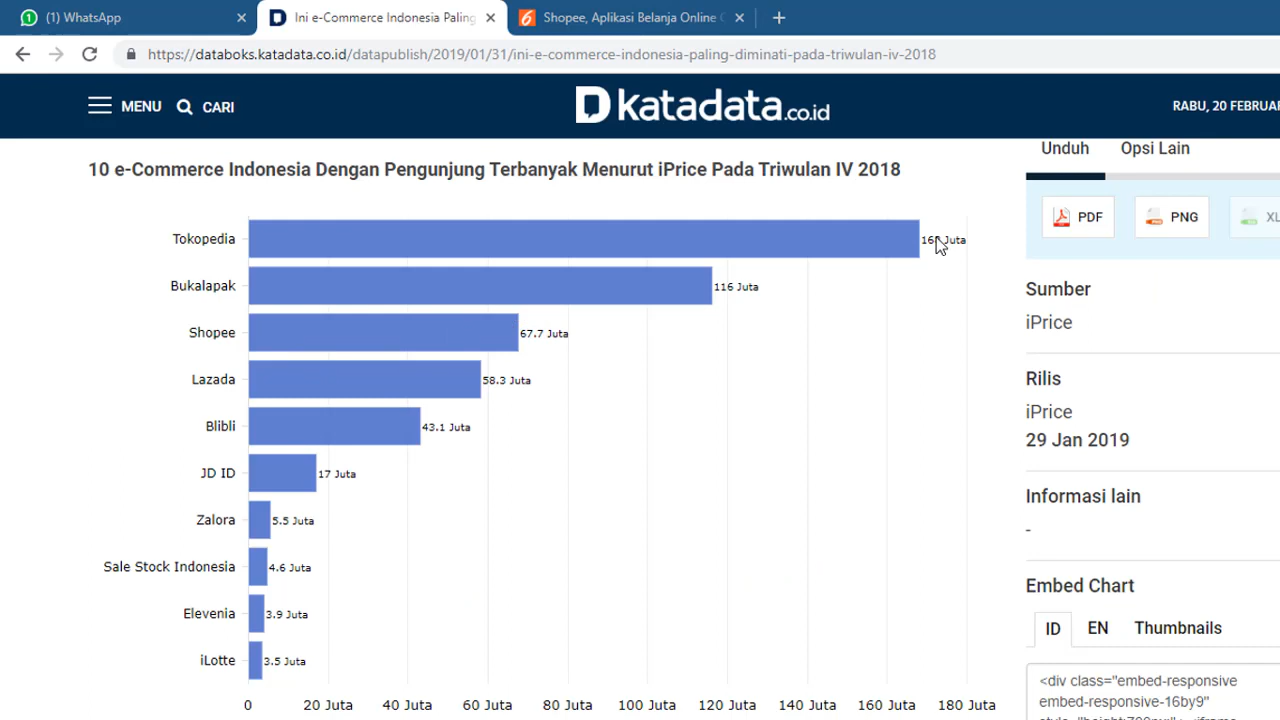 (1) WhatsApp
Ini e-Commerce Indonesia Paling
Shopee, Aplikasi Belanja Online
https://databoks.katadata.co.id/datapublish/2019/01/31/ini-e-commerce-indonesia-paling-diminati-pada-triwulan-iv-2018
MENU CARI
katadata.co.id
RABU, 20 FEBRUA
10 e-Commerce Indonesia Dengan Pengunjung Terbanyak Menurut iPrice Pada Triwulan IV 2018
Tokopedia Juta
Bukalapak 116 Juta
Shopee 67.7 Juta
Lazada 58.3 Juta
Blibli 43.1 Juta
JD ID 17 Juta
Zalora 5.5 Juta
Sale Stock Indonesia 4.6 Juta
Elevenia 3.9 Juta
iLotte 3.5 Juta
0 20 Juta 40 Juta 60 Juta 80 Juta 100 Juta 120 Juta 140 Juta 160 Juta 180 Juta
Unduh Opsi Lain
PDF PNG XL
Sumber
iPrice
Rilis
iPrice
29 Jan 2019
Informasi lain
-
Embed Chart
ID EN Thumbnails
<div class="embed-responsive
embed-responsive-16by9"